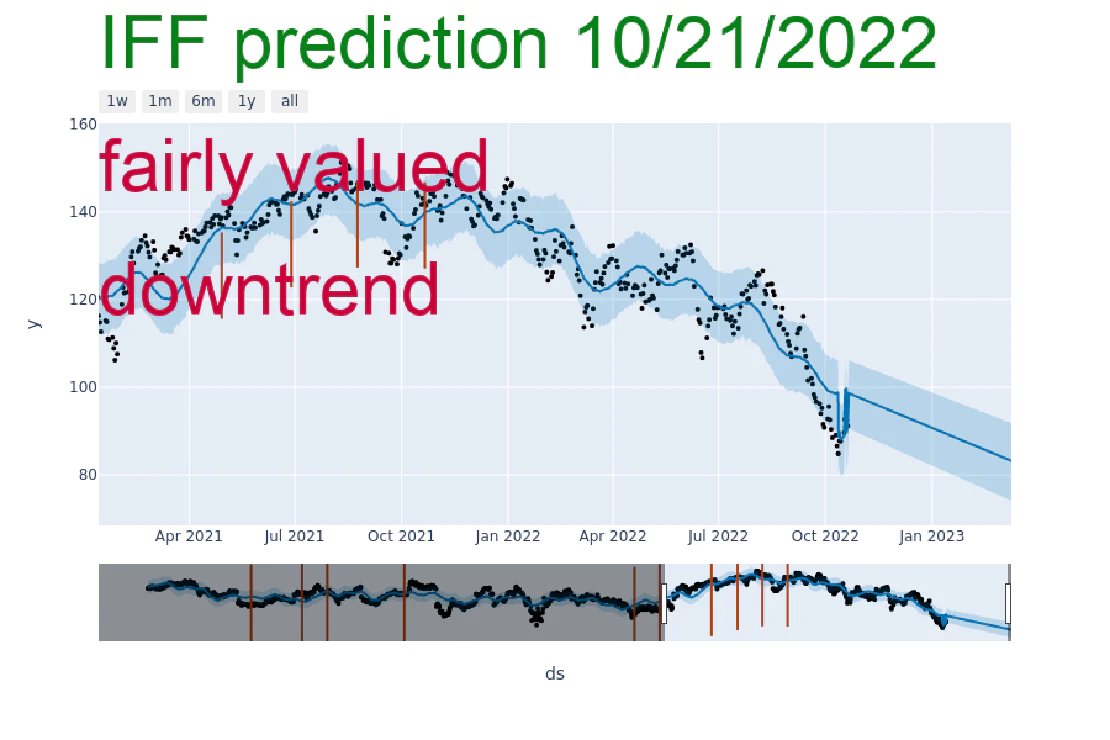 IFF prediction 10/21/2022
1w 1m 6m 1y all
160
fairly valued
140
downtrend
120
y
100
80
Apr 2021 Jul 2021 Oct 2021 Jan 2022 Apr 2022 Jul 2022 Oct 2022 Jan 2023
ds